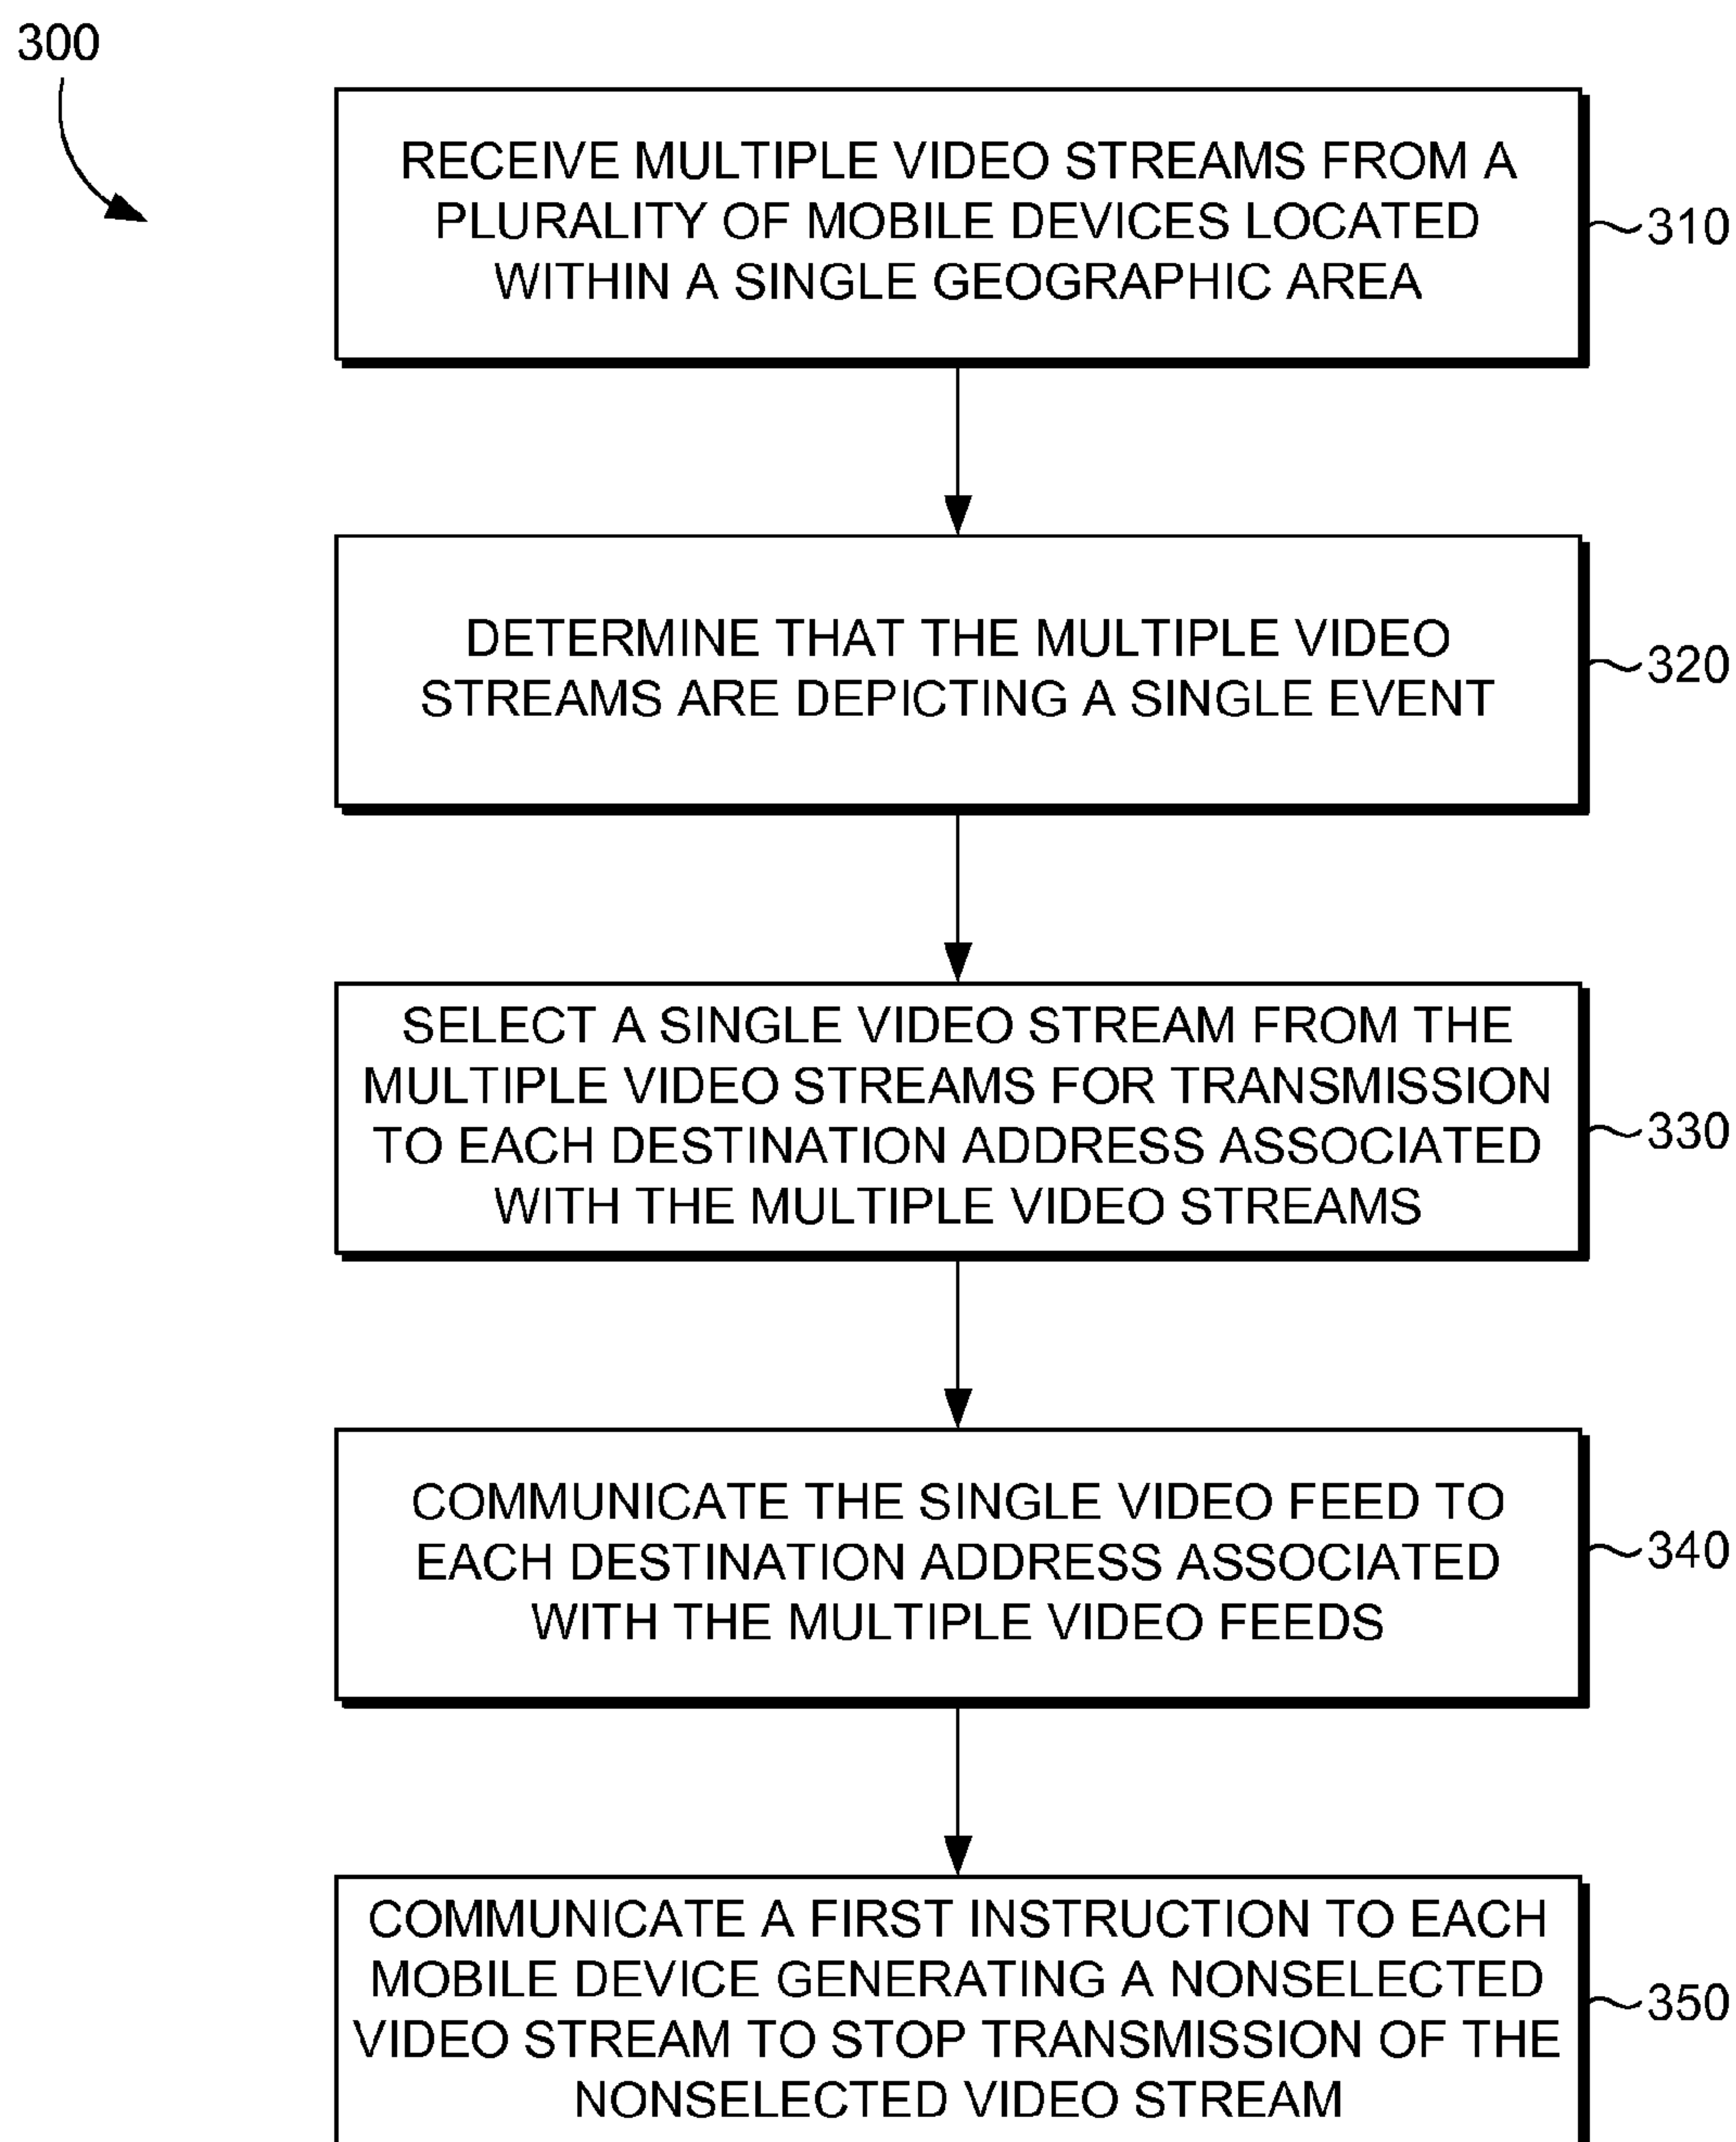 300
RECEIVE MULTIPLE VIDEO STREAMS FROM A
PLURALITY OF MOBILE DEVICES LOCATED
WITHIN A SINGLE GEOGRAPHIC AREA
310
DETERMINE THAT THE MULTIPLE VIDEO
STREAMS ARE DEPICTING A SINGLE EVENT
320
SELECT A SINGLE VIDEO STREAM FROM THE
MULTIPLE VIDEO STREAMS FOR TRANSMISSION
TO EACH DESTINATION ADDRESS ASSOCIATED
WITH THE MULTIPLE VIDEO STREAMS
330
COMMUNICATE THE SINGLE VIDEO FEED TO
EACH DESTINATION ADDRESS ASSOCIATED
WITH THE MULTIPLE VIDEO FEEDS
340
COMMUNICATE A FIRST INSTRUCTION TO EACH
MOBILE DEVICE GENERATING A NONSELECTED
VIDEO STREAM TO STOP TRANSMISSION OF THE
NONSELECTED VIDEO STREAM
350